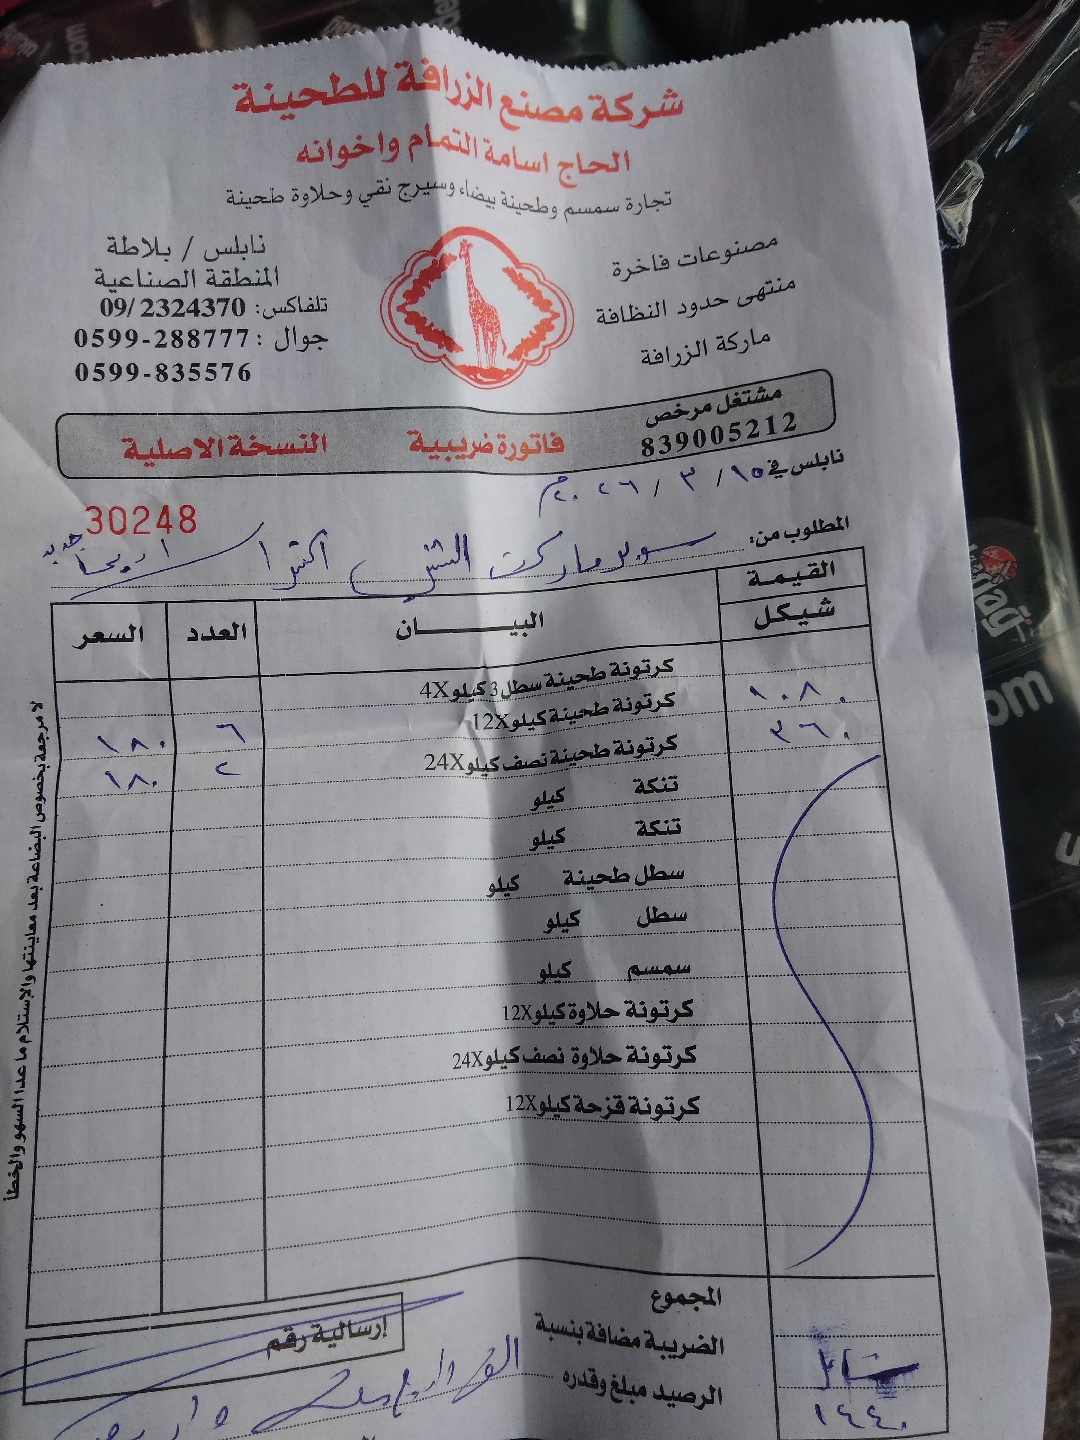 شركة مصنع الزرافة للطحينة
الحاج اسامة التمام واخوانه
تجارة سمسم وطحينة بيضاء وسيرج نقي وحلاوة طحينة
مصنوعات فاخرة
منتهى حدود النظافة
ماركة الزرافة
نابلس / بلاطة
المنطقة الصناعية
تلفاكس: 09/2324370
جوال : 0599-288777
0599-835576
مشتغل مرخص
839005212
فاتورة ضريبية
النسخة الاصلية
نابلس في ١٥ / ٣ / ٢٠٢٦م
30248
المطلوب من: سوبر ماركت اكسترا اريحا جديد
القيمة
شيكل
البيـــــــان
العدد
السعر
كرتونة طحينة سطل 3 كيلو 4X
كرتونة طحينة كيلو 12X ٦ ١٨٠ ١٠٨٠
كرتونة طحينة نصف كيلو 24X ٢ ١٨٠ ٣٦٠
تنكة كيلو
تنكة كيلو
سطل طحينة كيلو
سطل كيلو
سمسم كيلو
كرتونة حلاوة كيلو 12X
كرتونة حلاوة نصف كيلو 24X
كرتونة قزحة كيلو 12X
المجموع
الضريبة مضافة بنسبة
الرصيد مبلغ وقدره
١٤٤٠
إرسالية رقم
لا مرجعة بخصوص البضاعة بعد معاينتها والإستلام ما عدا السهو والخطأ